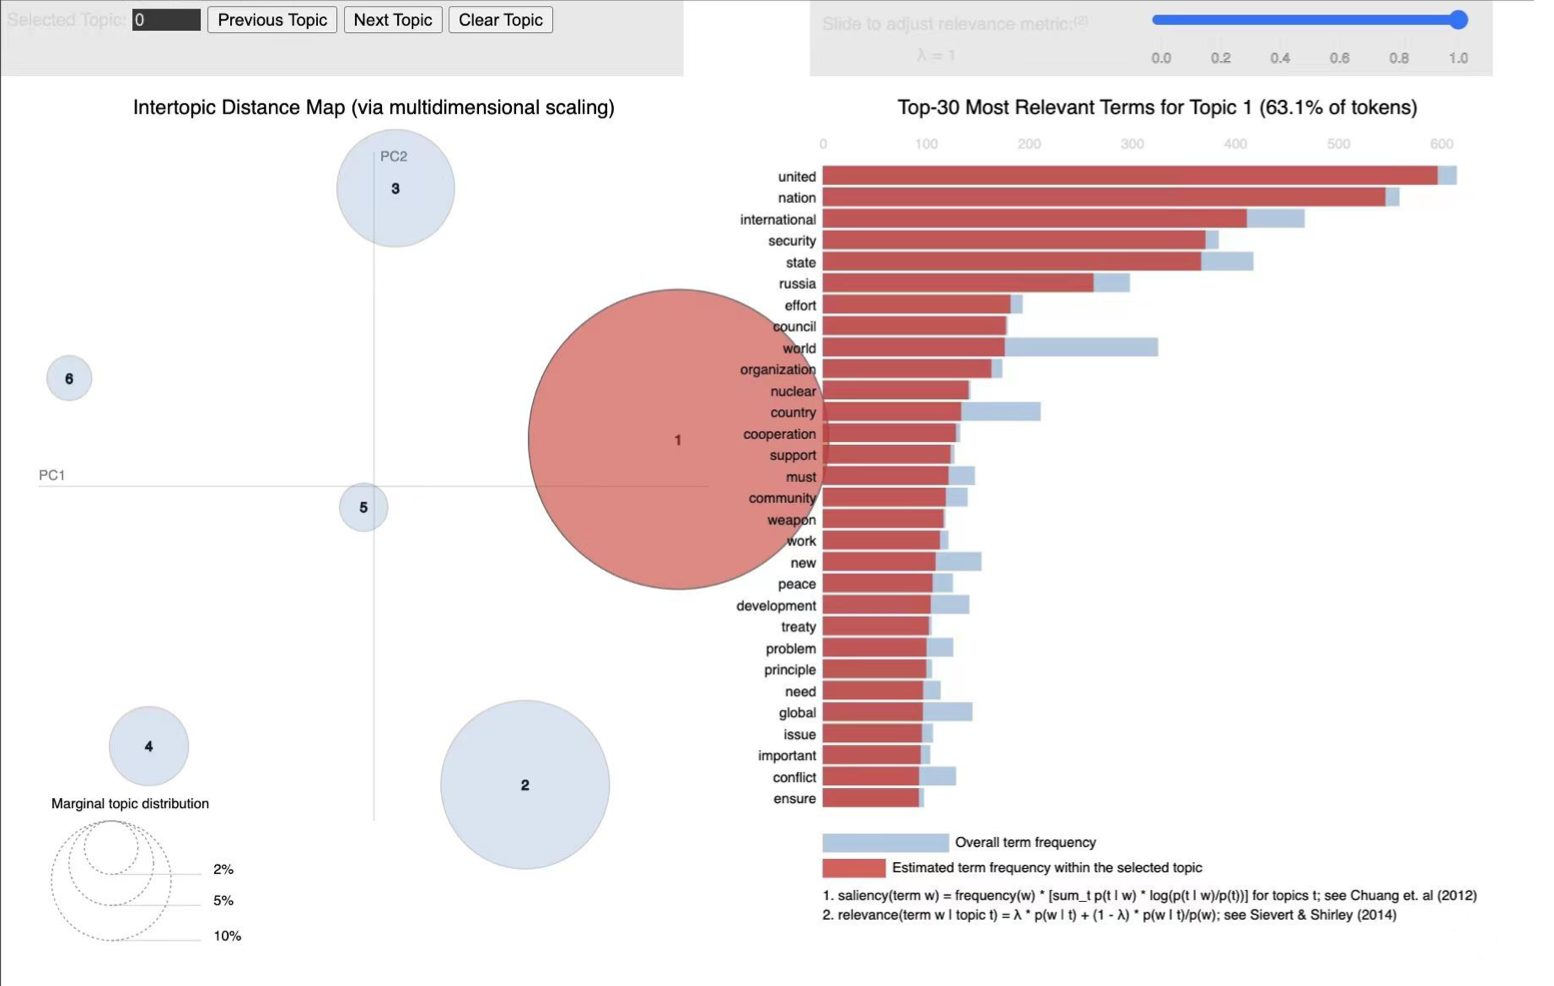 Selected Topic: 0 Previous Topic Next Topic Clear Topic
Slide to adjust relevance metric:(2)
λ = 1
0.0 0.2 0.4 0.6 0.8 1.0
Intertopic Distance Map (via multidimensional scaling)
PC2
3
6
1
PC1
5
4
2
Marginal topic distribution
2%
5%
10%
Top-30 Most Relevant Terms for Topic 1 (63.1% of tokens)
0 100 200 300 400 500 600
united
nation
international
security
state
russia
effort
council
world
organization
nuclear
country
cooperation
support
must
community
weapon
work
new
peace
development
treaty
problem
principle
need
global
issue
important
conflict
ensure
Overall term frequency
Estimated term frequency within the selected topic
1. saliency(term w) = frequency(w) * [sum_t p(t | w) * log(p(t | w)/p(t))] for topics t; see Chuang et. al (2012)
2. relevance(term w | topic t) = λ * p(w | t) + (1 - λ) * p(w | t)/p(w); see Sievert & Shirley (2014)